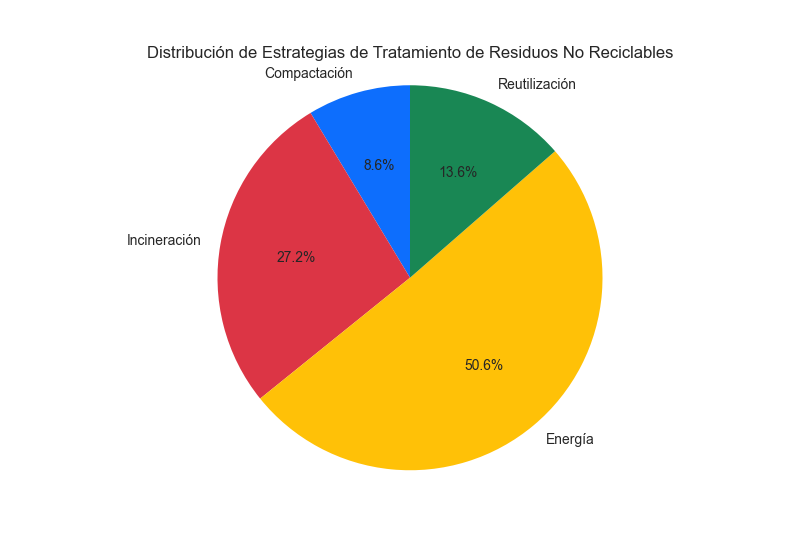 Distribución de Estrategias de Tratamiento de Residuos No Reciclables
Compactación
Reutilización
8.6%
13.6%
Incineración
27.2%
50.6%
Energía